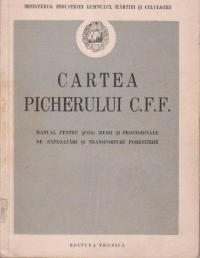 MINISTERUL INDUSTRIEI LEMNULUI, HÂRTIEI ȘI CELULOZEI
CARTEA
PICHERULUI C.F.F.
MANUAL PENTRU ȘCOLI MEDII ȘI PROFESIONALE
DE EXPLOATĂRI ȘI TRANSPORTURI FORESTIERE
EDITURA TEHNICĂ